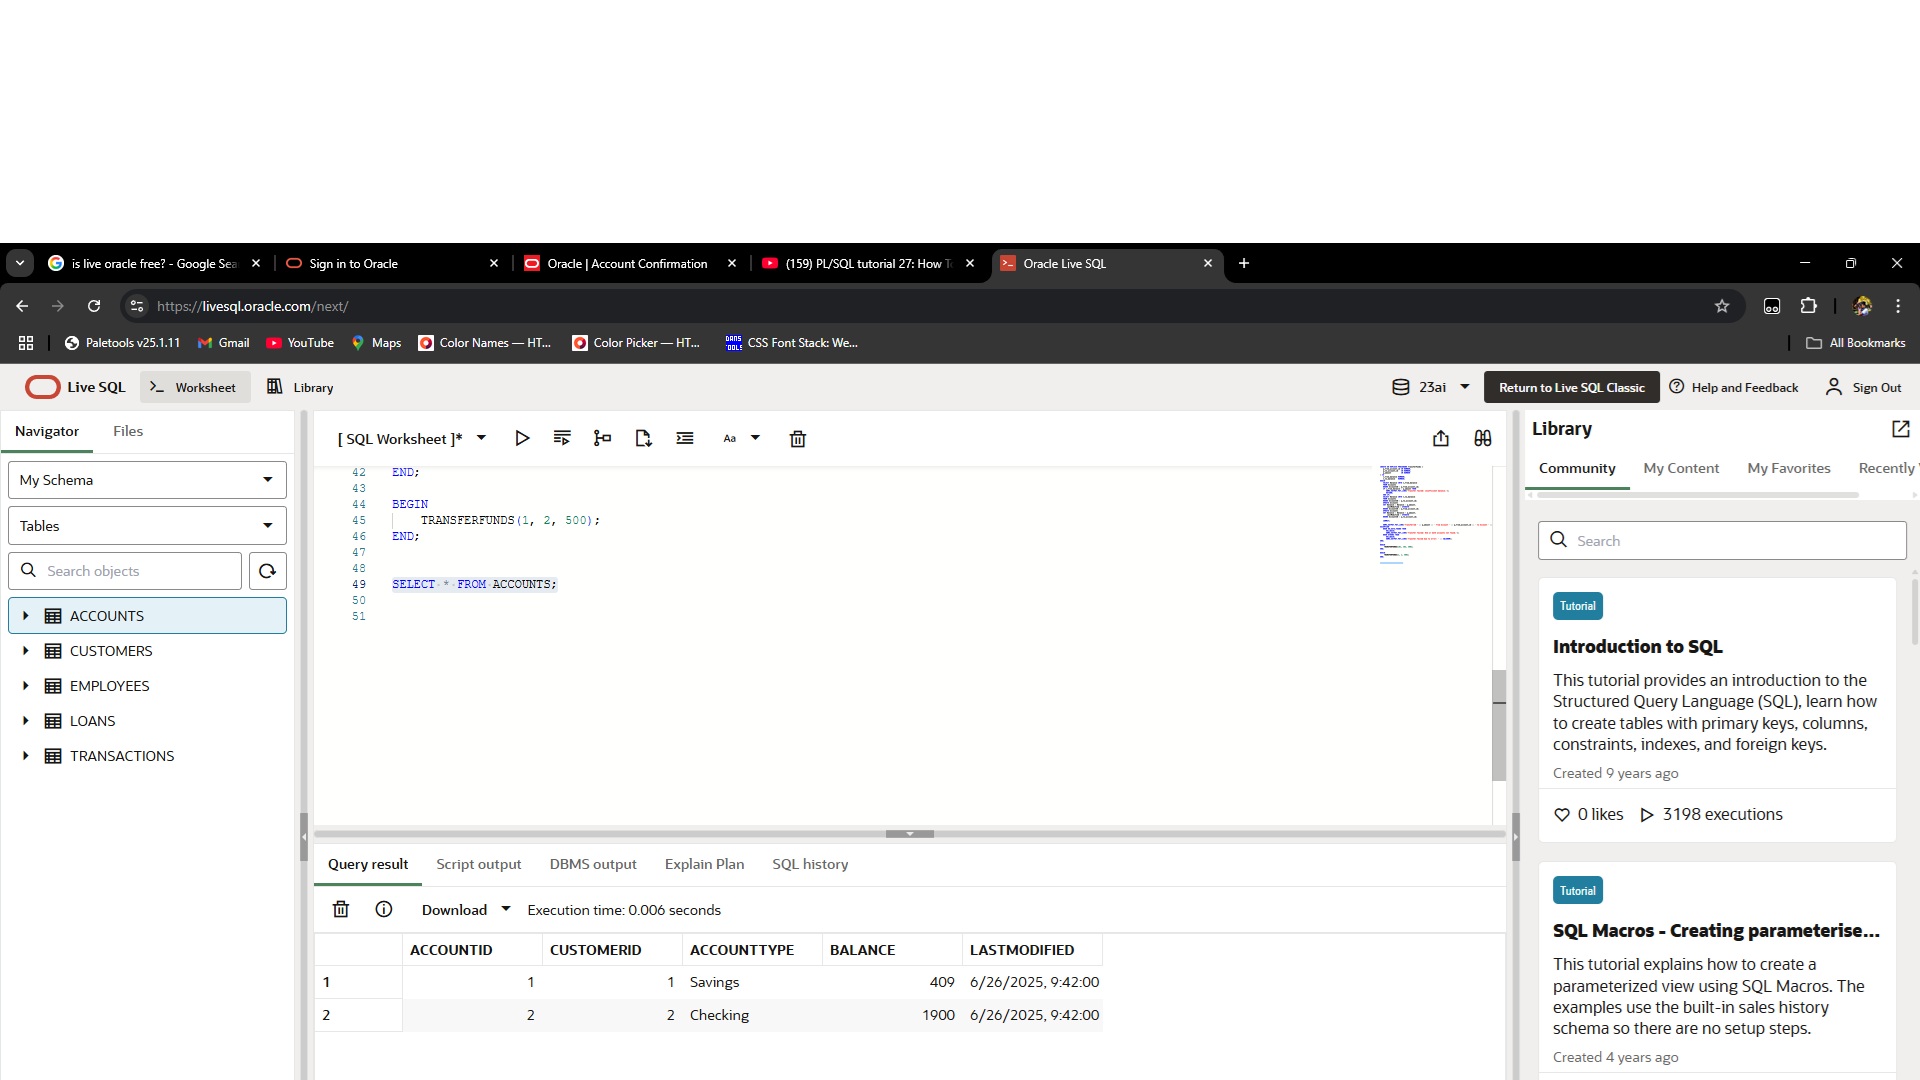 is live oracle free? - Google Sea
Sign in to Oracle
Oracle | Account Confirmation
(159) PL/SQL tutorial 27: How T
Oracle Live SQL
https://livesql.oracle.com/next/
Paletools v25.1.11
Gmail
YouTube
Maps
Color Names — HT...
Color Picker — HT...
CSS Font Stack: We...
All Bookmarks
Live SQL
Worksheet
Library
23ai
Return to Live SQL Classic
Help and Feedback
Sign Out
Navigator
Files
My Schema
Tables
Search objects
ACCOUNTS
CUSTOMERS
EMPLOYEES
LOANS
TRANSACTIONS
[ SQL Worksheet ]*
Aa
42 END;
43
44 BEGIN
45 TRANSFERFUNDS(1, 2, 500);
46 END;
47
48
49 SELECT * FROM ACCOUNTS;
50
51
Query result
Script output
DBMS output
Explain Plan
SQL history
Download
Execution time: 0.006 seconds
ACCOUNTID CUSTOMERID ACCOUNTTYPE BALANCE LASTMODIFIED
1 1 1 Savings 409 6/26/2025, 9:42:00
2 2 2 Checking 1900 6/26/2025, 9:42:00
Library
Community
My Content
My Favorites
Recently
Search
Tutorial
Introduction to SQL
This tutorial provides an introduction to the
Structured Query Language (SQL), learn how
to create tables with primary keys, columns,
constraints, indexes, and foreign keys.
Created 9 years ago
0 likes
3198 executions
Tutorial
SQL Macros - Creating parameterise...
This tutorial explains how to create a
parameterized view using SQL Macros. The
examples use the built-in sales history
schema so there are no setup steps.
Created 4 years ago